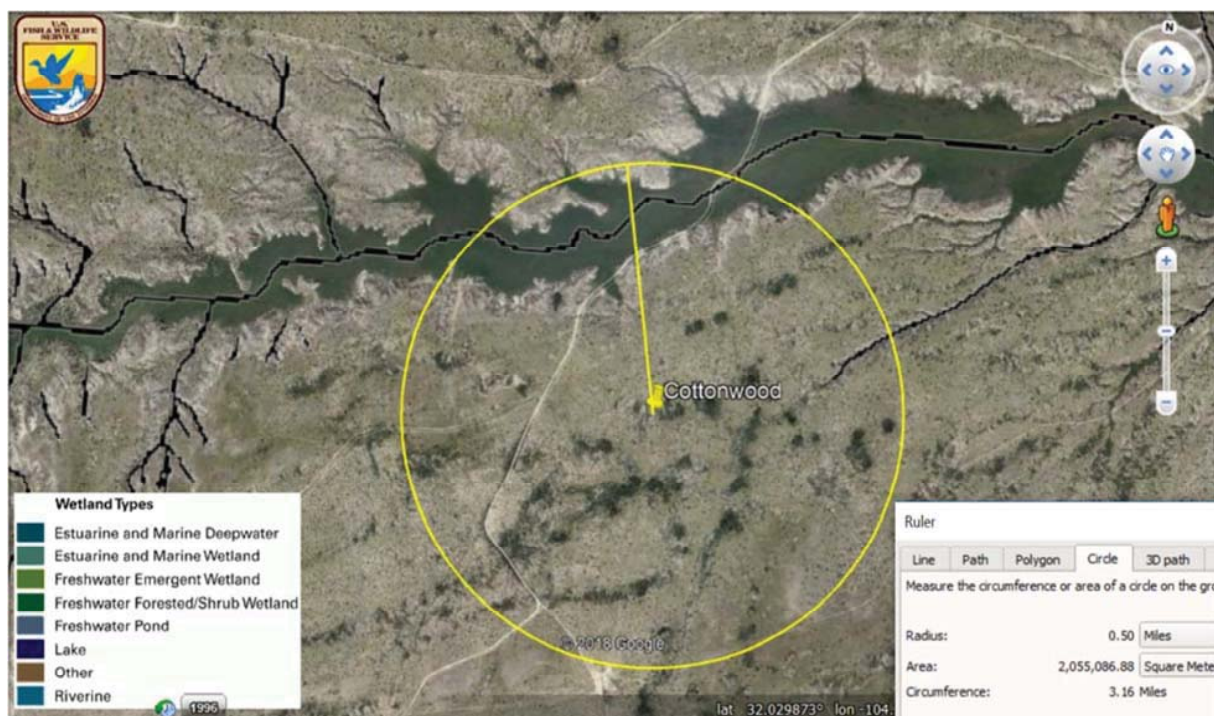 U.S.
FISH & WILDLIFE
SERVICE
N
Cottonwood
Wetland Types
Estuarine and Marine Deepwater
Estuarine and Marine Wetland
Freshwater Emergent Wetland
Freshwater Forested/Shrub Wetland
Freshwater Pond
Lake
Other
Riverine
1996
© 2018 Google
lat 32.029873° lon -104.
Ruler
Line Path Polygon Circle 3D path
Measure the circumference or area of a circle on the gro
Radius: 0.50 Miles
Area: 2,055,086.88 Square Mete
Circumference: 3.16 Miles